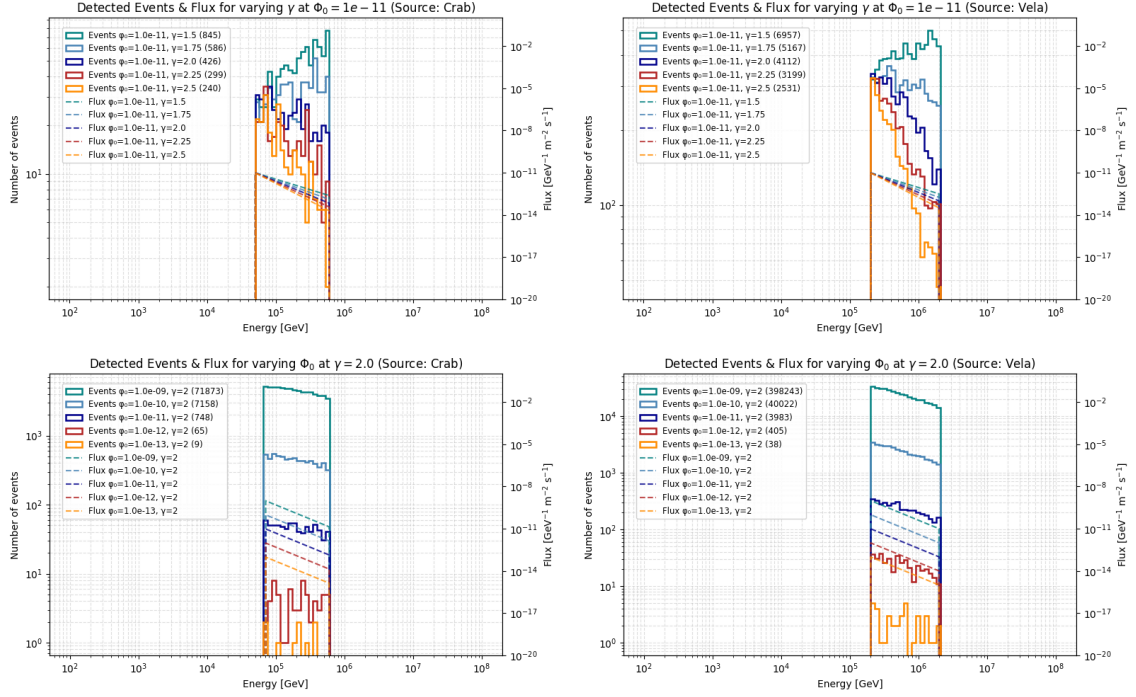 Detected Events & Flux for varying γ at Φ₀ = 1e − 11 (Source: Crab)
Events φ₀=1.0e-11, γ=1.5 (845)
Events φ₀=1.0e-11, γ=1.75 (586)
Events φ₀=1.0e-11, γ=2.0 (426)
Events φ₀=1.0e-11, γ=2.25 (299)
Events φ₀=1.0e-11, γ=2.5 (240)
Flux φ₀=1.0e-11, γ=1.5
Flux φ₀=1.0e-11, γ=1.75
Flux φ₀=1.0e-11, γ=2.0
Flux φ₀=1.0e-11, γ=2.25
Flux φ₀=1.0e-11, γ=2.5
Number of events
10¹
10⁻²
10⁻⁵
10⁻⁸
10⁻¹¹
10⁻¹⁴
10⁻¹⁷
10⁻²⁰
Flux [GeV⁻¹ m⁻² s⁻¹]
10² 10³ 10⁴ 10⁵ 10⁶ 10⁷ 10⁸
Energy [GeV]
Detected Events & Flux for varying γ at Φ₀ = 1e − 11 (Source: Vela)
Events φ₀=1.0e-11, γ=1.5 (6957)
Events φ₀=1.0e-11, γ=1.75 (5167)
Events φ₀=1.0e-11, γ=2.0 (4112)
Events φ₀=1.0e-11, γ=2.25 (3199)
Events φ₀=1.0e-11, γ=2.5 (2531)
Flux φ₀=1.0e-11, γ=1.5
Flux φ₀=1.0e-11, γ=1.75
Flux φ₀=1.0e-11, γ=2.0
Flux φ₀=1.0e-11, γ=2.25
Flux φ₀=1.0e-11, γ=2.5
Number of events
10²
10⁻²
10⁻⁵
10⁻⁸
10⁻¹¹
10⁻¹⁴
10⁻¹⁷
10⁻²⁰
Flux [GeV⁻¹ m⁻² s⁻¹]
10² 10³ 10⁴ 10⁵ 10⁶ 10⁷ 10⁸
Energy [GeV]
Detected Events & Flux for varying Φ₀ at γ = 2.0 (Source: Crab)
Events φ₀=1.0e-09, γ=2 (71873)
Events φ₀=1.0e-10, γ=2 (7158)
Events φ₀=1.0e-11, γ=2 (748)
Events φ₀=1.0e-12, γ=2 (65)
Events φ₀=1.0e-13, γ=2 (9)
Flux φ₀=1.0e-09, γ=2
Flux φ₀=1.0e-10, γ=2
Flux φ₀=1.0e-11, γ=2
Flux φ₀=1.0e-12, γ=2
Flux φ₀=1.0e-13, γ=2
Number of events
10³
10²
10¹
10⁰
10⁻²
10⁻⁵
10⁻⁸
10⁻¹¹
10⁻¹⁴
10⁻¹⁷
10⁻²⁰
Flux [GeV⁻¹ m⁻² s⁻¹]
10² 10³ 10⁴ 10⁵ 10⁶ 10⁷ 10⁸
Energy [GeV]
Detected Events & Flux for varying Φ₀ at γ = 2.0 (Source: Vela)
Events φ₀=1.0e-09, γ=2 (398243)
Events φ₀=1.0e-10, γ=2 (40022)
Events φ₀=1.0e-11, γ=2 (3983)
Events φ₀=1.0e-12, γ=2 (405)
Events φ₀=1.0e-13, γ=2 (38)
Flux φ₀=1.0e-09, γ=2
Flux φ₀=1.0e-10, γ=2
Flux φ₀=1.0e-11, γ=2
Flux φ₀=1.0e-12, γ=2
Flux φ₀=1.0e-13, γ=2
Number of events
10⁴
10³
10²
10¹
10⁰
10⁻²
10⁻⁵
10⁻⁸
10⁻¹¹
10⁻¹⁴
10⁻¹⁷
10⁻²⁰
Flux [GeV⁻¹ m⁻² s⁻¹]
10² 10³ 10⁴ 10⁵ 10⁶ 10⁷ 10⁸
Energy [GeV]